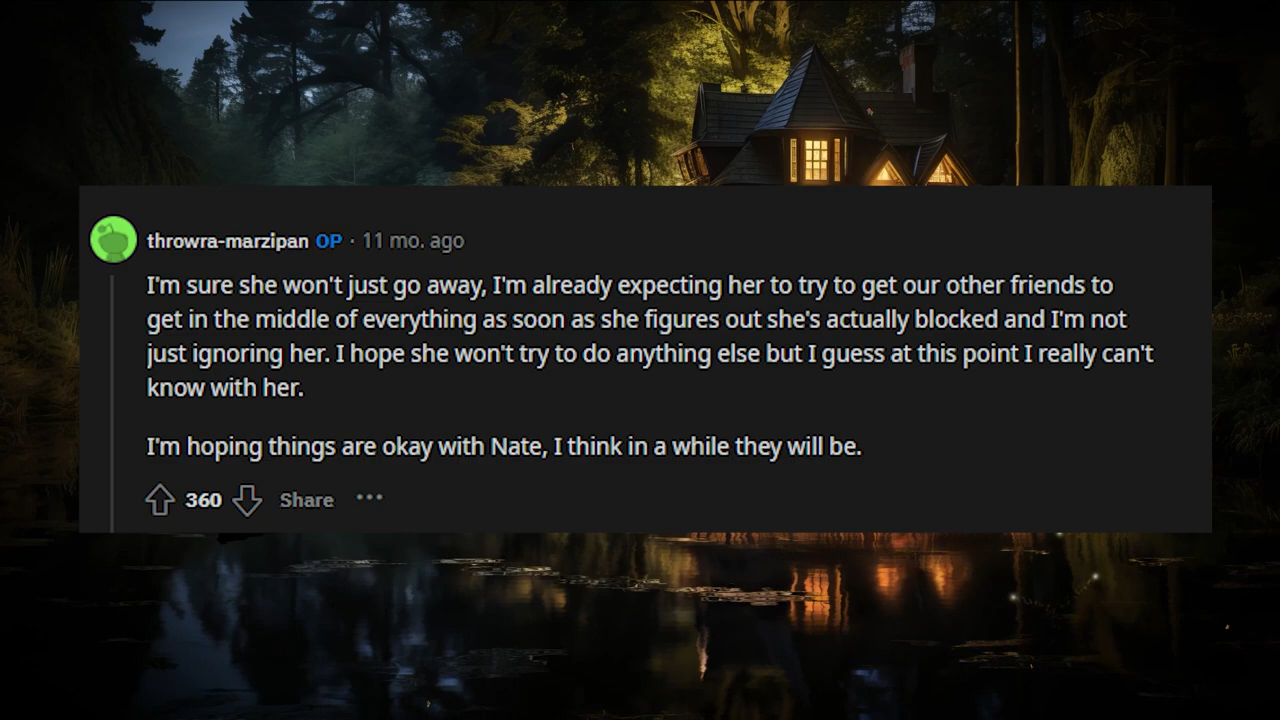 throwra-marzipan OP · 11 mo. ago
I'm sure she won't just go away, I'm already expecting her to try to get our other friends to
get in the middle of everything as soon as she figures out she's actually blocked and I'm not
just ignoring her. I hope she won't try to do anything else but I guess at this point I really can't
know with her.
I'm hoping things are okay with Nate, I think in a while they will be.
360 Share •••